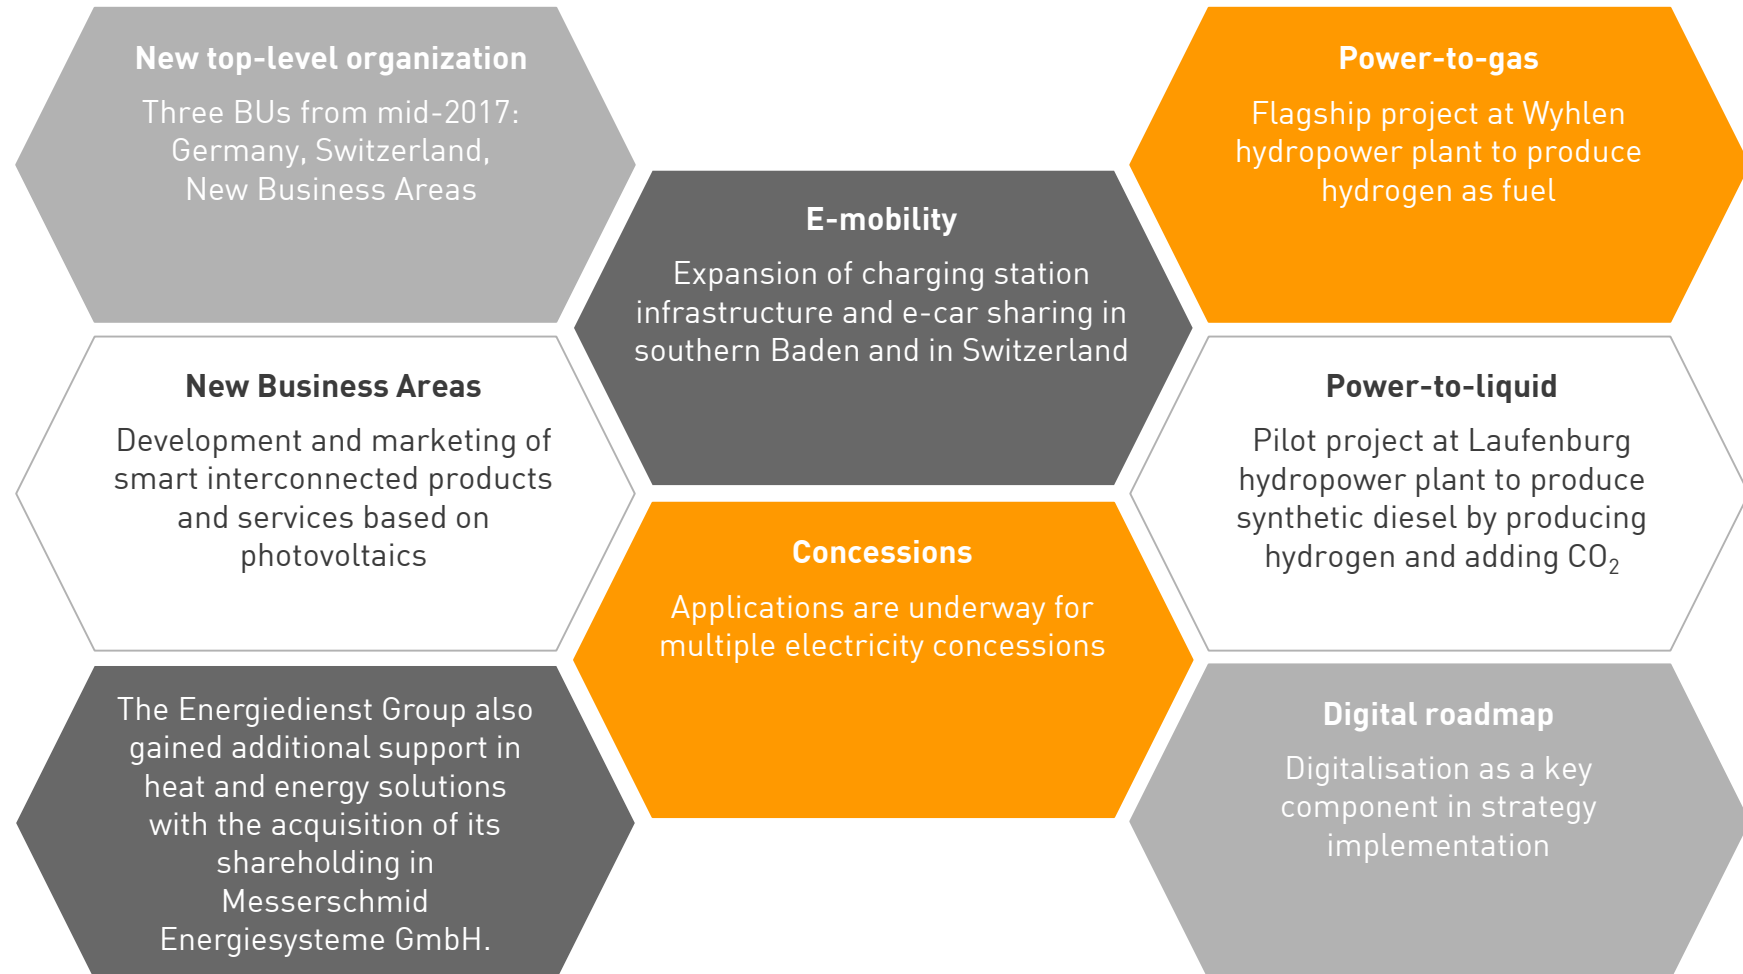 New top-level organization
Three BUs from mid-2017:
Germany, Switzerland,
New Business Areas
New Business Areas
Development and marketing of
smart interconnected products
and services based on
photovoltaics
The Energiedienst Group also
gained additional support in
heat and energy solutions
with the acquisition of its
shareholding in
Messerschmid
Energiesysteme GmbH.
E-mobility
Expansion of charging station
infrastructure and e-car sharing in
southern Baden and in Switzerland
Concessions
Applications are underway for
multiple electricity concessions
Power-to-gas
Flagship project at Wyhlen
hydropower plant to produce
hydrogen as fuel
Power-to-liquid
Pilot project at Laufenburg
hydropower plant to produce
synthetic diesel by producing
hydrogen and adding CO₂
Digital roadmap
Digitalisation as a key
component in strategy
implementation